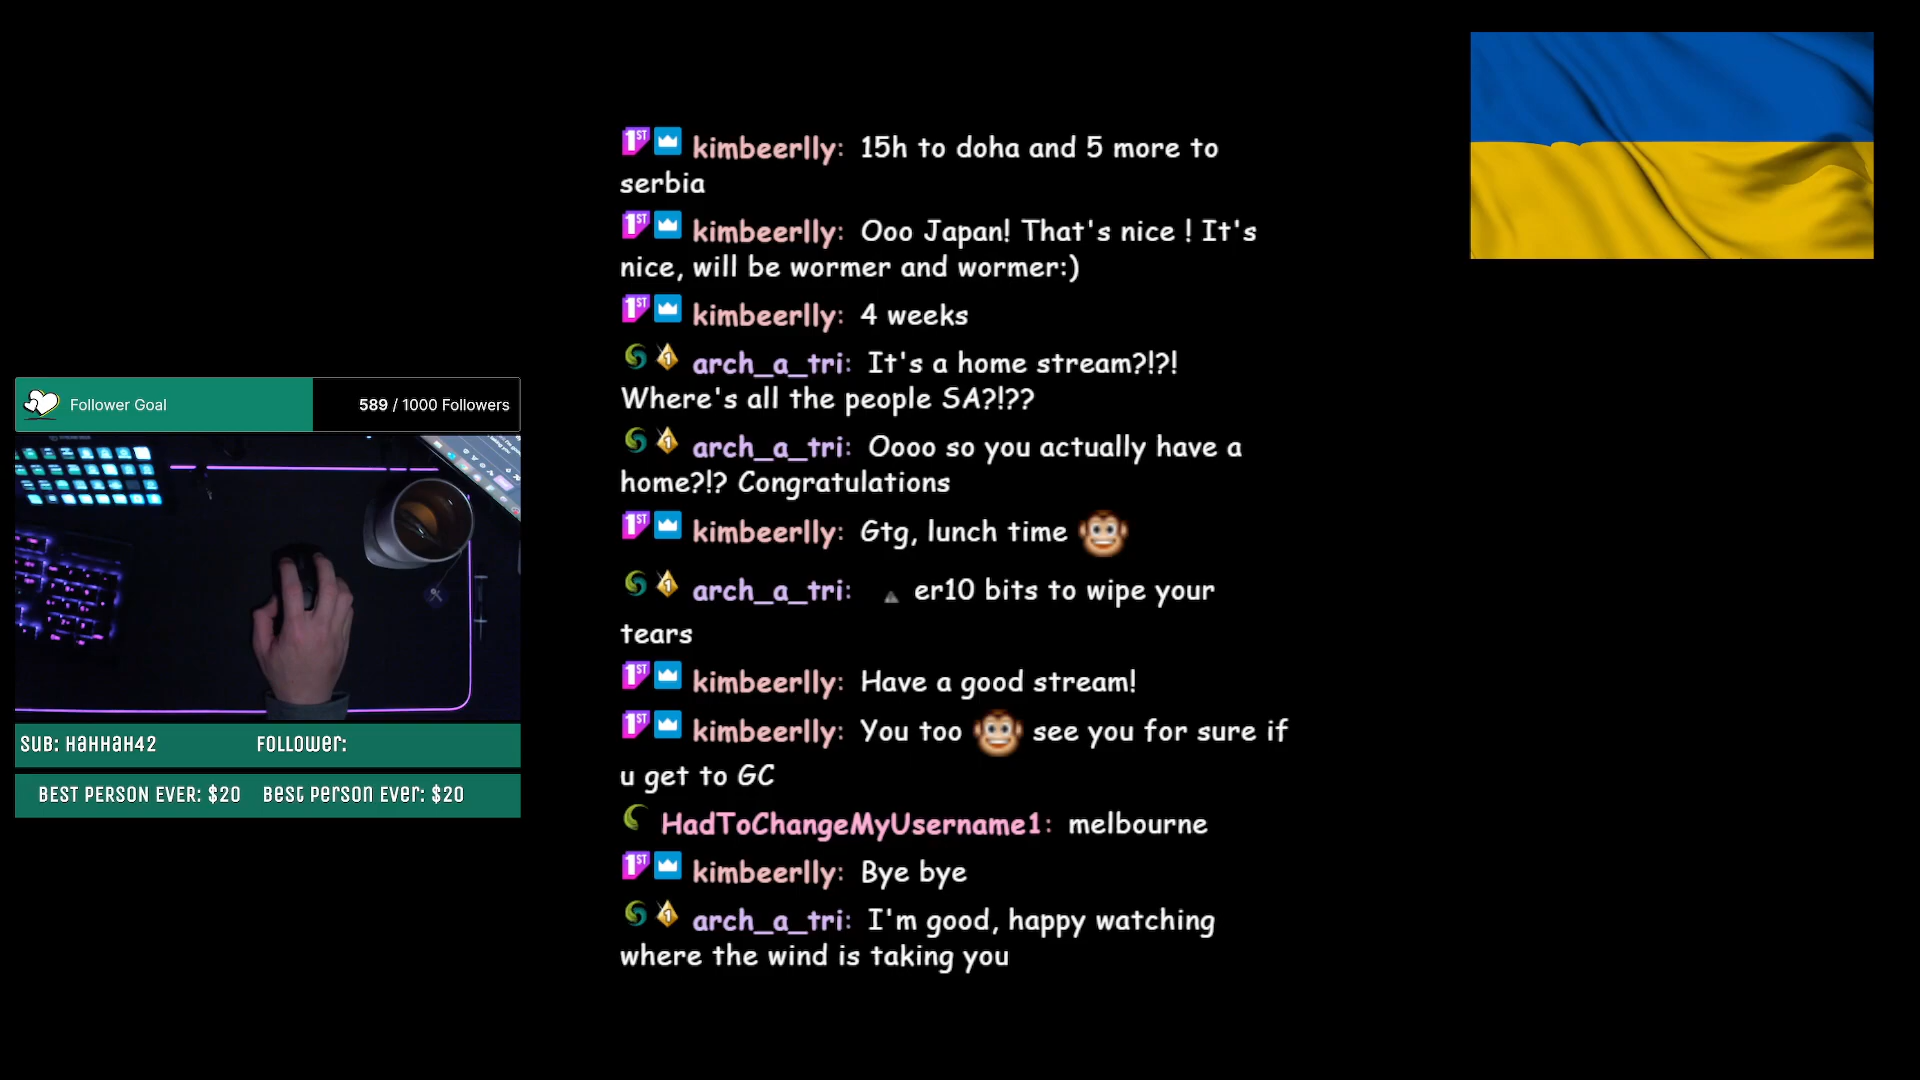 kimbeerlly: 15h to doha and 5 more to
serbia
kimbeerlly: Ooo Japan! That's nice ! It's
nice, will be wormer and wormer:)
kimbeerlly: 4 weeks
arch_a_tri: It's a home stream?!?!
Where's all the people SA?!??
arch_a_tri: Oooo so you actually have a
home?!? Congratulations
kimbeerlly: Gtg, lunch time
arch_a_tri: er10 bits to wipe your
tears
kimbeerlly: Have a good stream!
kimbeerlly: You too see you for sure if
u get to GC
HadToChangeMyUsername1: melbourne
kimbeerlly: Bye bye
arch_a_tri: I'm good, happy watching
where the wind is taking you
Follower Goal 589 / 1000 Followers
Sub: Hahhah42 Follower:
BEST PERSON EVER: $20 Best Person Ever: $20